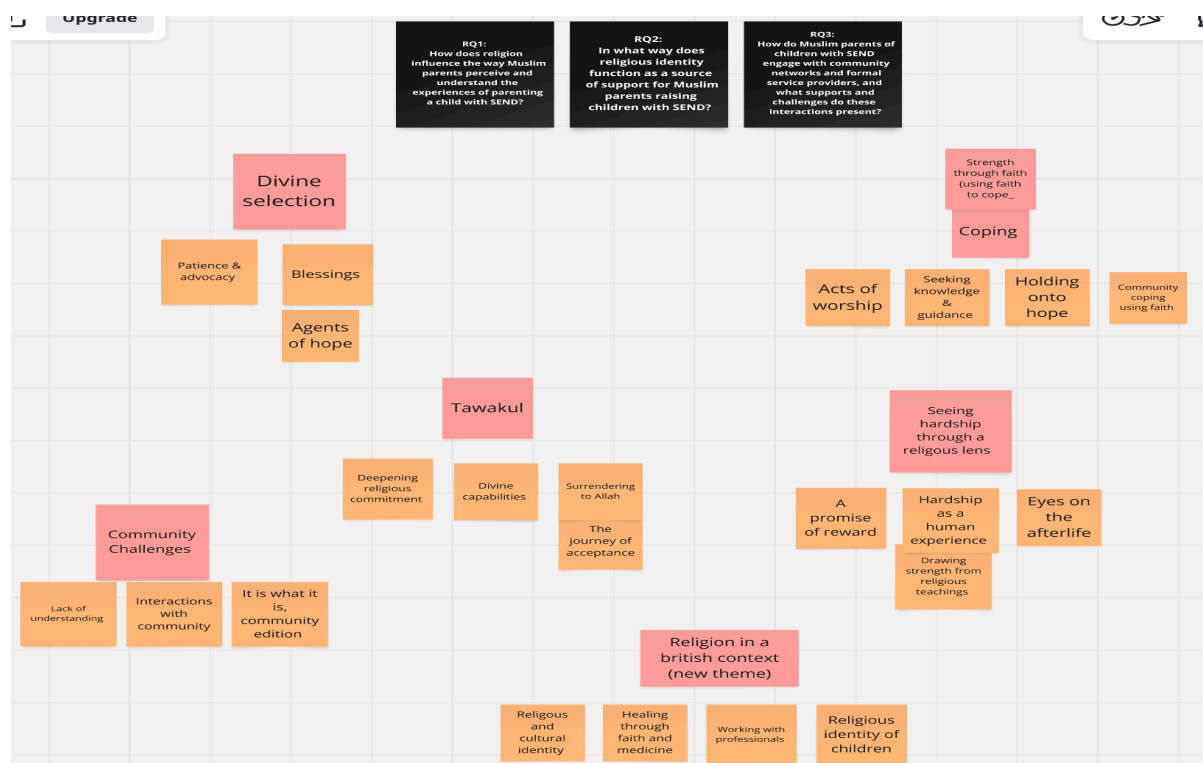 Upgrade
RQ1:
How does religion
influence the way Muslim
parents perceive and
understand the
experiences of parenting
a child with SEND?
RQ2:
In what way does
religious identity
function as a source
of support for Muslim
parents raising
children with SEND?
RQ3:
How do Muslim parents of
children with SEND
engage with community
networks and formal
service providers, and
what supports and
challenges do these
interactions present?
Divine
selection
Patience &
advocacy
Blessings
Agents
of hope
Strength
through faith
(using faith
to cope_
Coping
Acts of
worship
Seeking
knowledge
&
guidance
Holding
onto
hope
Community
coping
using faith
Tawakul
Deepening
religious
commitment
Divine
capabilities
Surrendering
to Allah
The
journey of
acceptance
Seeing
hardship
through a
religous lens
A
promise
of reward
Hardship
as a
human
experience
Eyes on
the
afterlife
Drawing
strength from
religious
teachings
Community
Challenges
Lack of
understanding
Interactions
with
community
It is what it
is,
community
edition
Religion in a
british context
(new theme)
Religous
and
cultural
identity
Healing
through
faith and
medicine
Working with
professionals
Religious
identity of
children